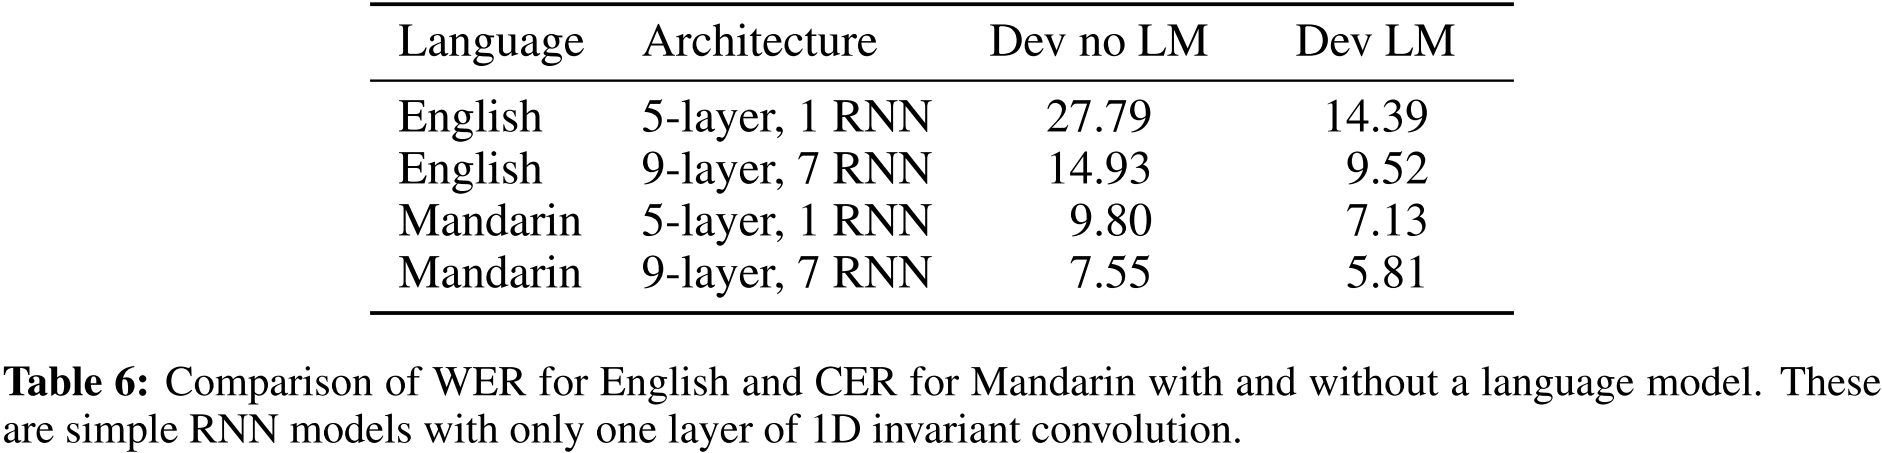 Language Architecture Dev no LM Dev LM
English 5-layer, 1 RNN 27.79 14.39
English 9-layer, 7 RNN 14.93 9.52
Mandarin 5-layer, 1 RNN 9.80 7.13
Mandarin 9-layer, 7 RNN 7.55 5.81
Table 6: Comparison of WER for English and CER for Mandarin with and without a language model. These
are simple RNN models with only one layer of 1D invariant convolution.